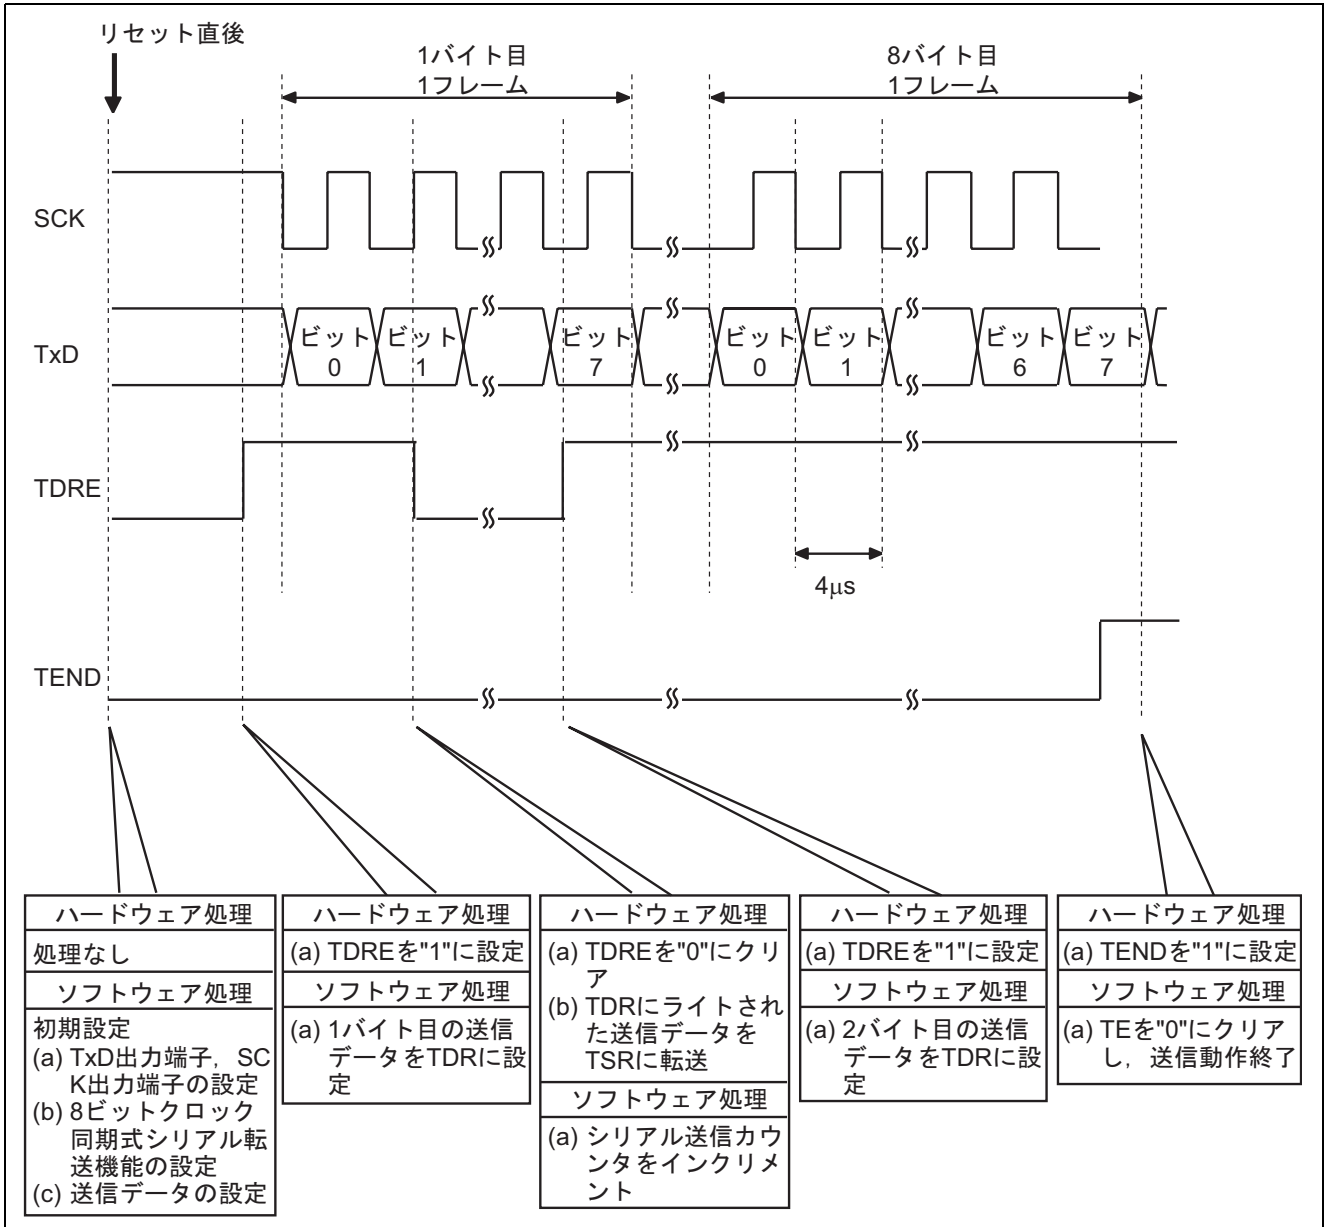 リセット直後
1バイト目
1フレーム
8バイト目
1フレーム
SCK
TxD
ビット
0
ビット
1
ビット
7
ビット
0
ビット
1
ビット
6
ビット
7
TDRE
4μs
TEND
ハードウェア処理
処理なし
ソフトウェア処理
初期設定
(a) TxD出力端子，SC
K出力端子の設定
(b) 8ビットクロック
同期式シリアル転
送機能の設定
(c) 送信データの設定
ハードウェア処理
(a) TDREを"1"に設定
ソフトウェア処理
(a) 1バイト目の送信
データをTDRに設
定
ハードウェア処理
(a) TDREを"0"にクリ
ア
(b) TDRにライトされ
た送信データを
TSRに転送
ソフトウェア処理
(a) シリアル送信カウ
ンタをインクリメ
ント
ハードウェア処理
(a) TDREを"1"に設定
ソフトウェア処理
(a) 2バイト目の送信
データをTDRに設
定
ハードウェア処理
(a) TENDを"1"に設定
ソフトウェア処理
(a) TEを"0"にクリア
し，送信動作終了